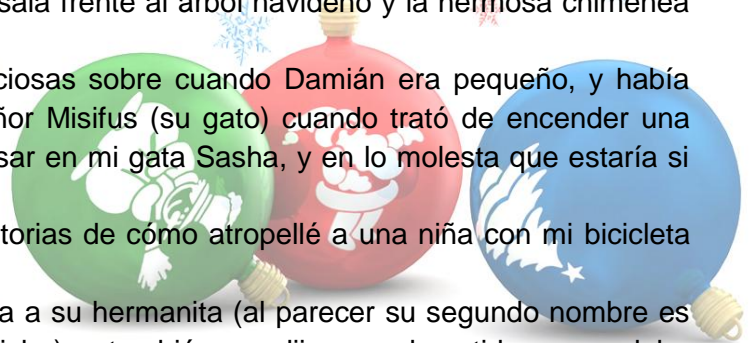 sala frente al árbol navideño y la hermosa chimenea
ciosas sobre cuando Damián era pequeño, y había
ñor Misifus (su gato) cuando trató de encender una
sar en mi gata Sasha, y en lo molesta que estaría si
torias de cómo atropellé a una niña con mi bicicleta
a a su hermanita (al parecer su segundo nombre es